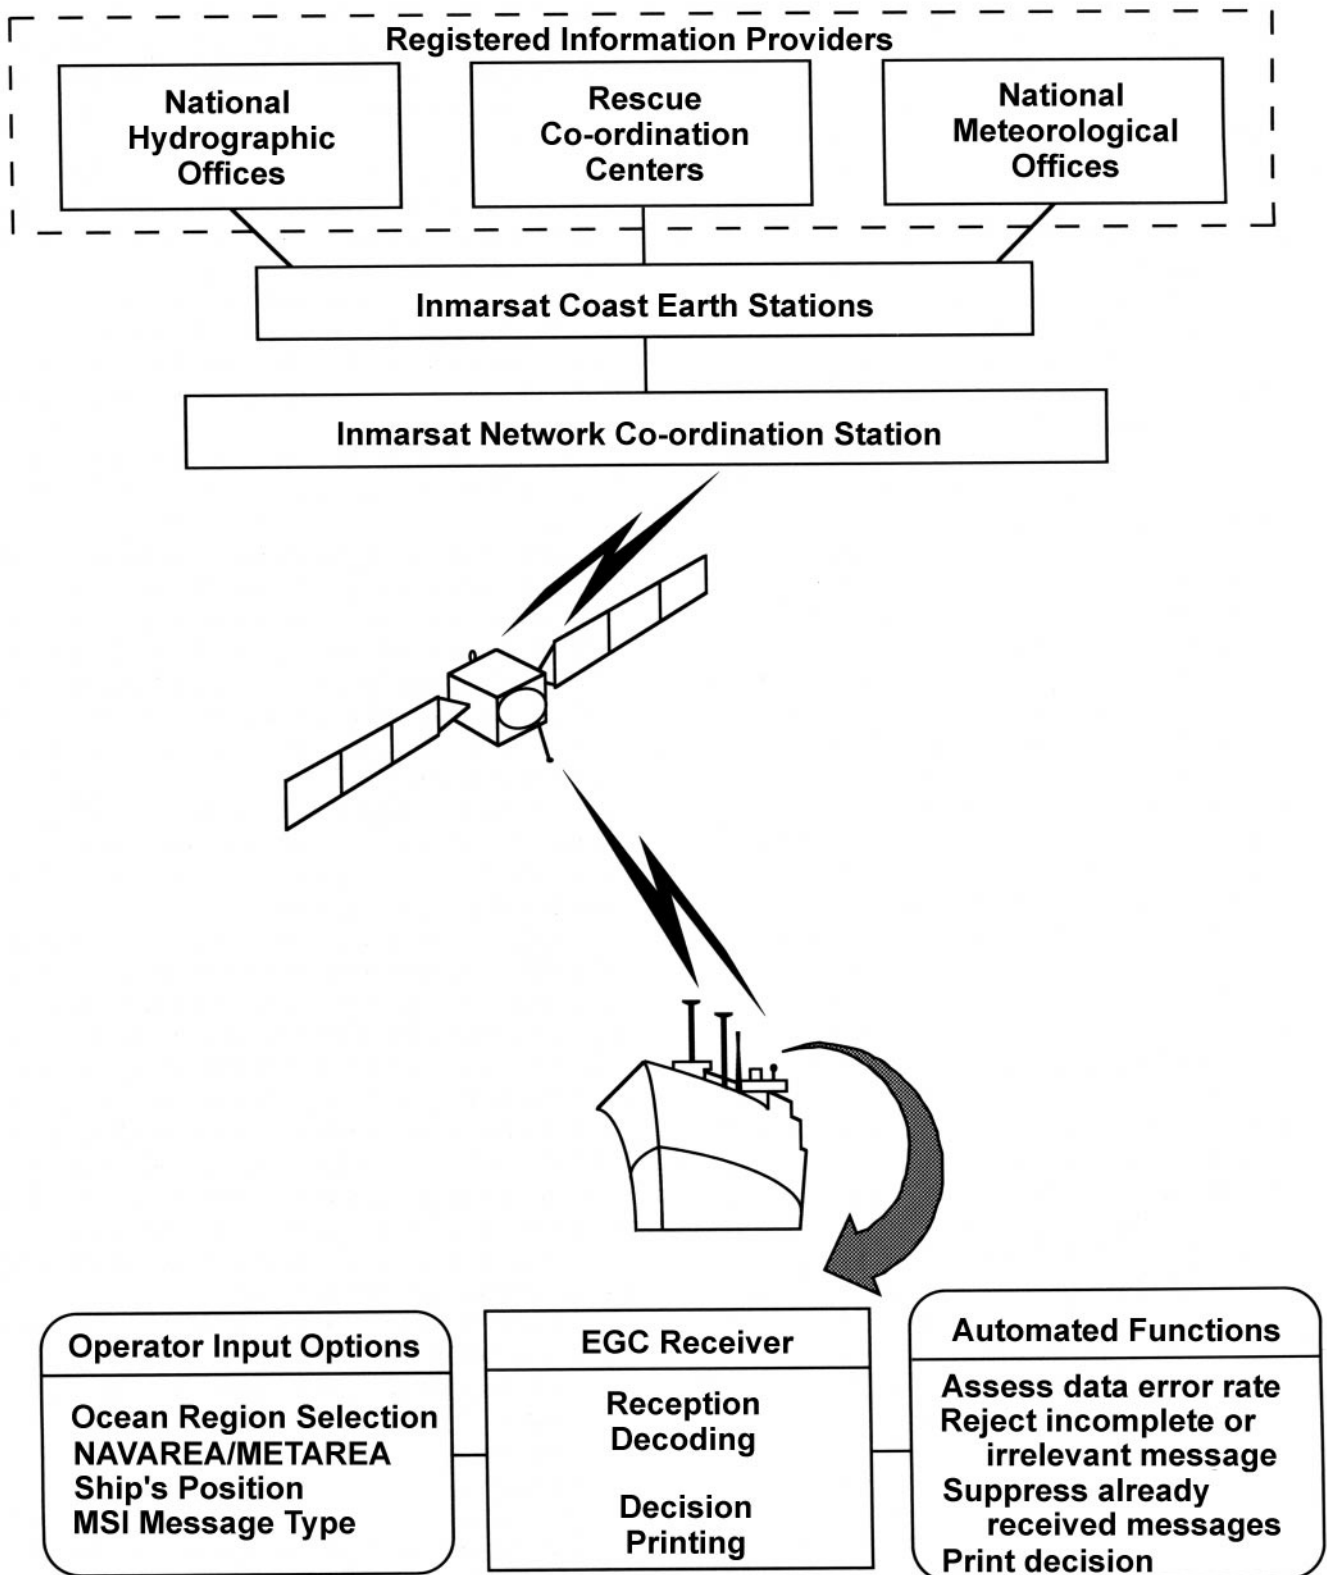 Registered Information Providers
National
Hydrographic
Offices
Rescue
Co-ordination
Centers
National
Meteorological
Offices
Inmarsat Coast Earth Stations
Inmarsat Network Co-ordination Station
Operator Input Options
Ocean Region Selection
NAVAREA/METAREA
Ship's Position
MSI Message Type
EGC Receiver
Reception
Decoding
Decision
Printing
Automated Functions
Assess data error rate
Reject incomplete or
irrelevant message
Suppress already
received messages
Print decision